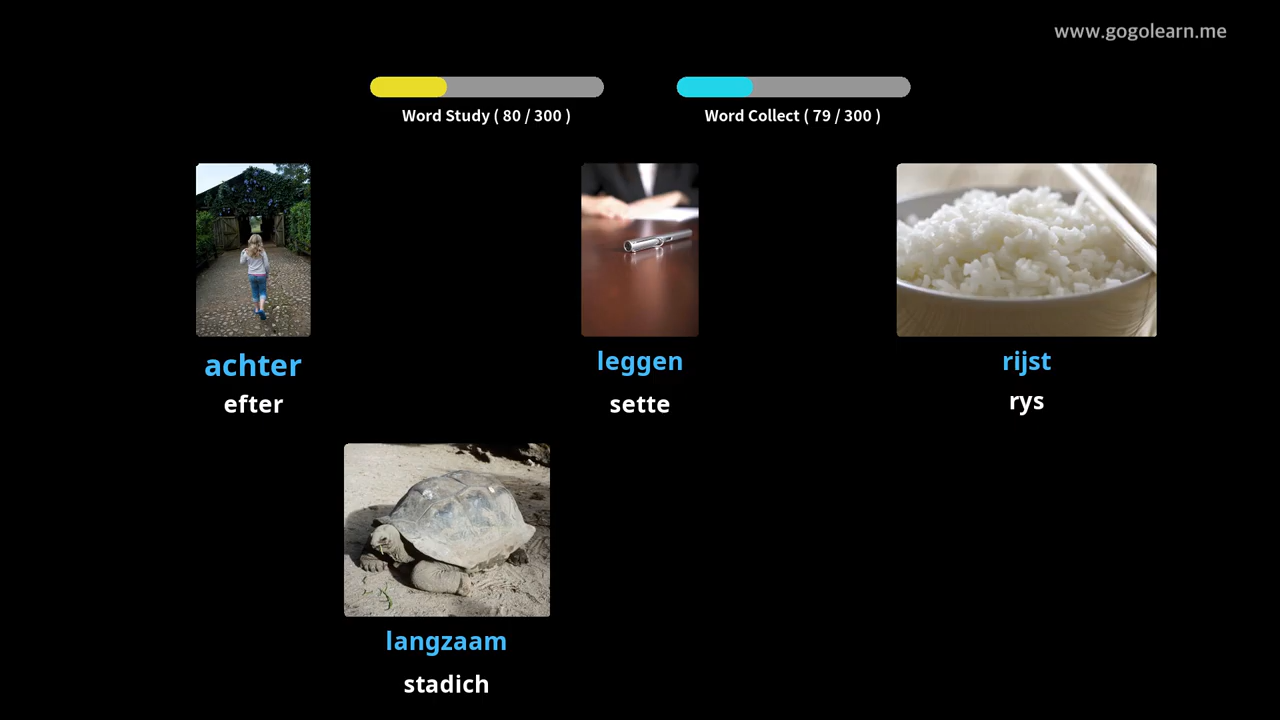 www.gogolearn.me
Word Study ( 80 / 300 )
Word Collect ( 79 / 300 )
achter
efter
leggen
sette
rijst
rys
langzaam
stadich